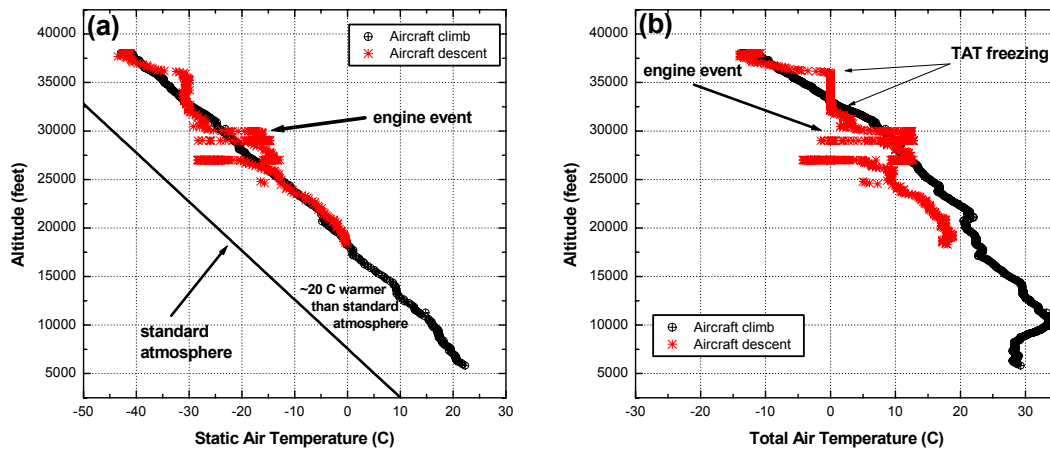 (a)
Aircraft climb
Aircraft descent
engine event
~20 C warmer
than standard
atmosphere
standard
atmosphere
40000
35000
30000
25000
20000
15000
10000
5000
Altitude (feet)
-50 -40 -30 -20 -10 0 10 20 30
Static Air Temperature (C)
(b)
TAT freezing
engine event
Aircraft climb
Aircraft descent
40000
35000
30000
25000
20000
15000
10000
5000
Altitude (feet)
-30 -20 -10 0 10 20 30
Total Air Temperature (C)